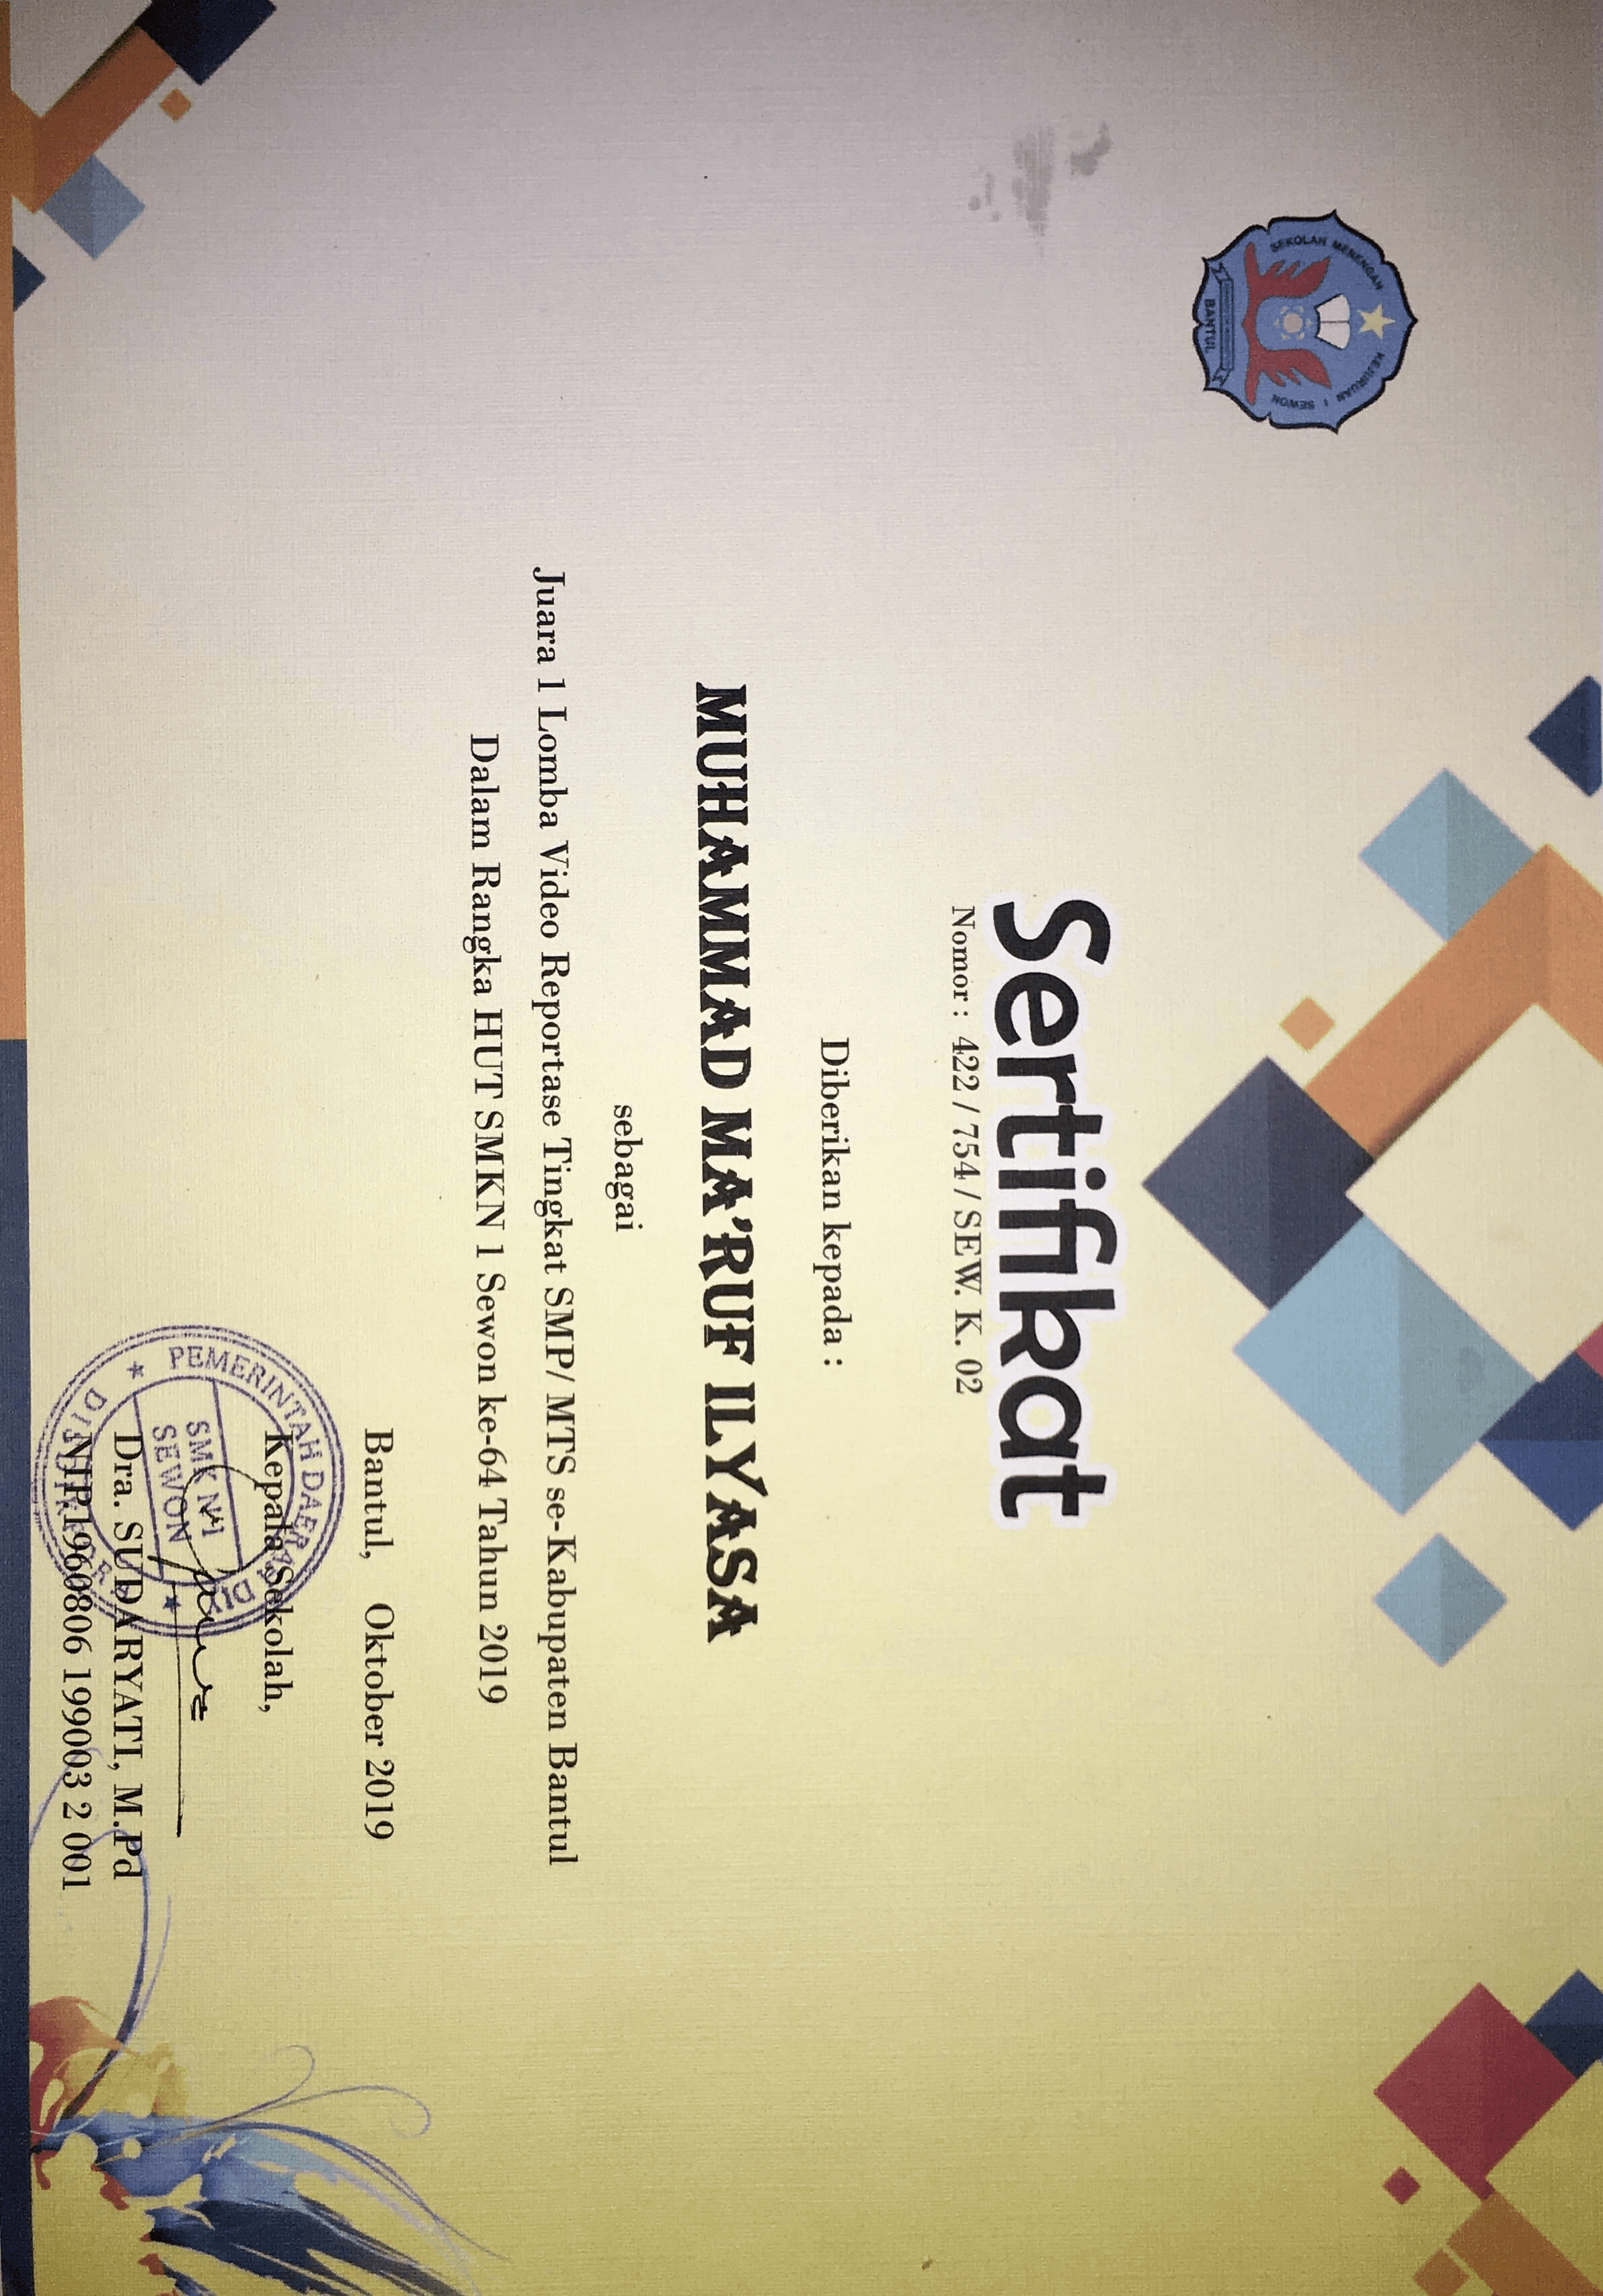 SEKOLAH MENENGAH KEJURUAN 1 SEWON
BANTUL
Sertifikat
Nomor : 422 / 754 / SEW. K. 02
Diberikan kepada :
MUHAMMAD MA'RUF ILYASA
sebagai
Juara 1 Lomba Video Reportase Tingkat SMP/ MTS se-Kabupaten Bantul
Dalam Rangka HUT SMKN 1 Sewon ke-64 Tahun 2019
Bantul, Oktober 2019
Kepala Sekolah,
PEMERINTAH DAERAH DIY
SMK N 1
SEWON
Dra. SUDARYATI, M.Pd
NIP.1960806 199003 2 001